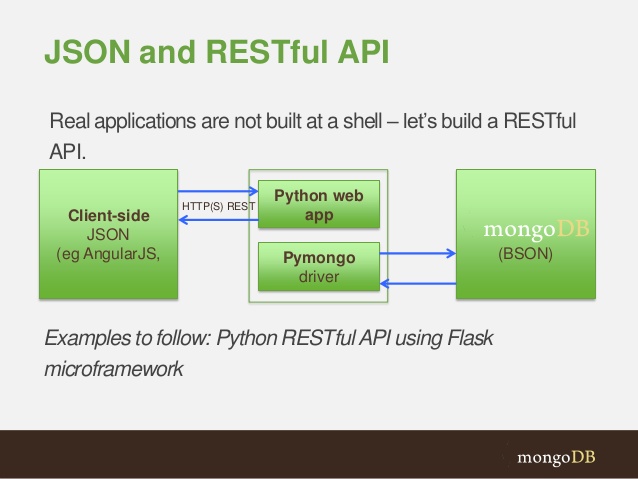 JSON and RESTful API
Real applications are not built at a shell – let's build a RESTful
API.
Client-side
JSON
(eg AngularJS,
HTTP(S) REST
Python web
app
Pymongo
driver
mongoDB
(BSON)
Examples to follow: Python RESTful API using Flask
microframework
mongoDB